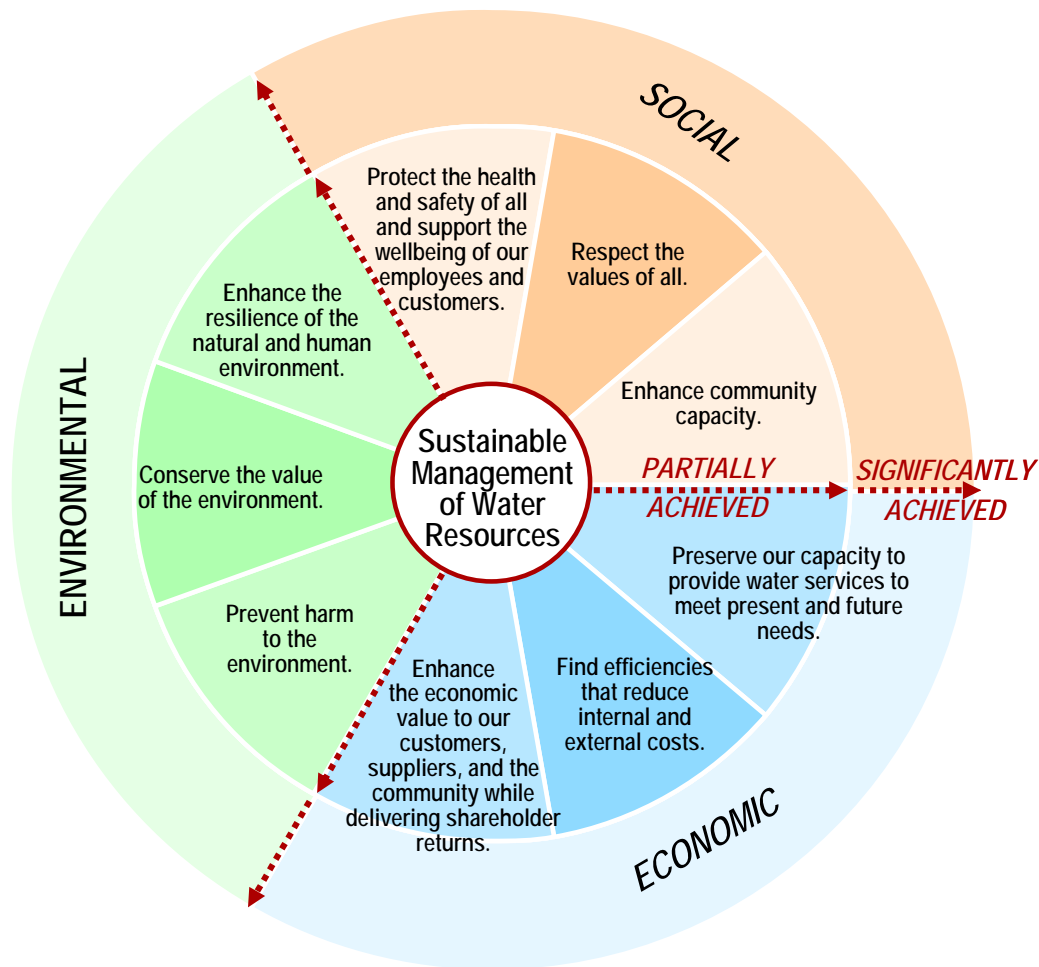 SOCIAL
Protect the health
and safety of all
and support the
wellbeing of our
employees and
customers.
Respect the
values of all.
Enhance community
capacity.
Enhance the
resilience of the
natural and human
environment.
ENVIRONMENTAL
Conserve the value
of the environment.
Prevent harm
to the
environment.
Sustainable
Management
of Water
Resources
PARTIALLY
ACHIEVED
SIGNIFICANTLY
ACHIEVED
Preserve our capacity to
provide water services to
meet present and future
needs.
Find efficiencies
that reduce
internal and
external costs.
Enhance
the economic
value to our
customers,
suppliers, and the
community while
delivering shareholder
returns.
ECONOMIC